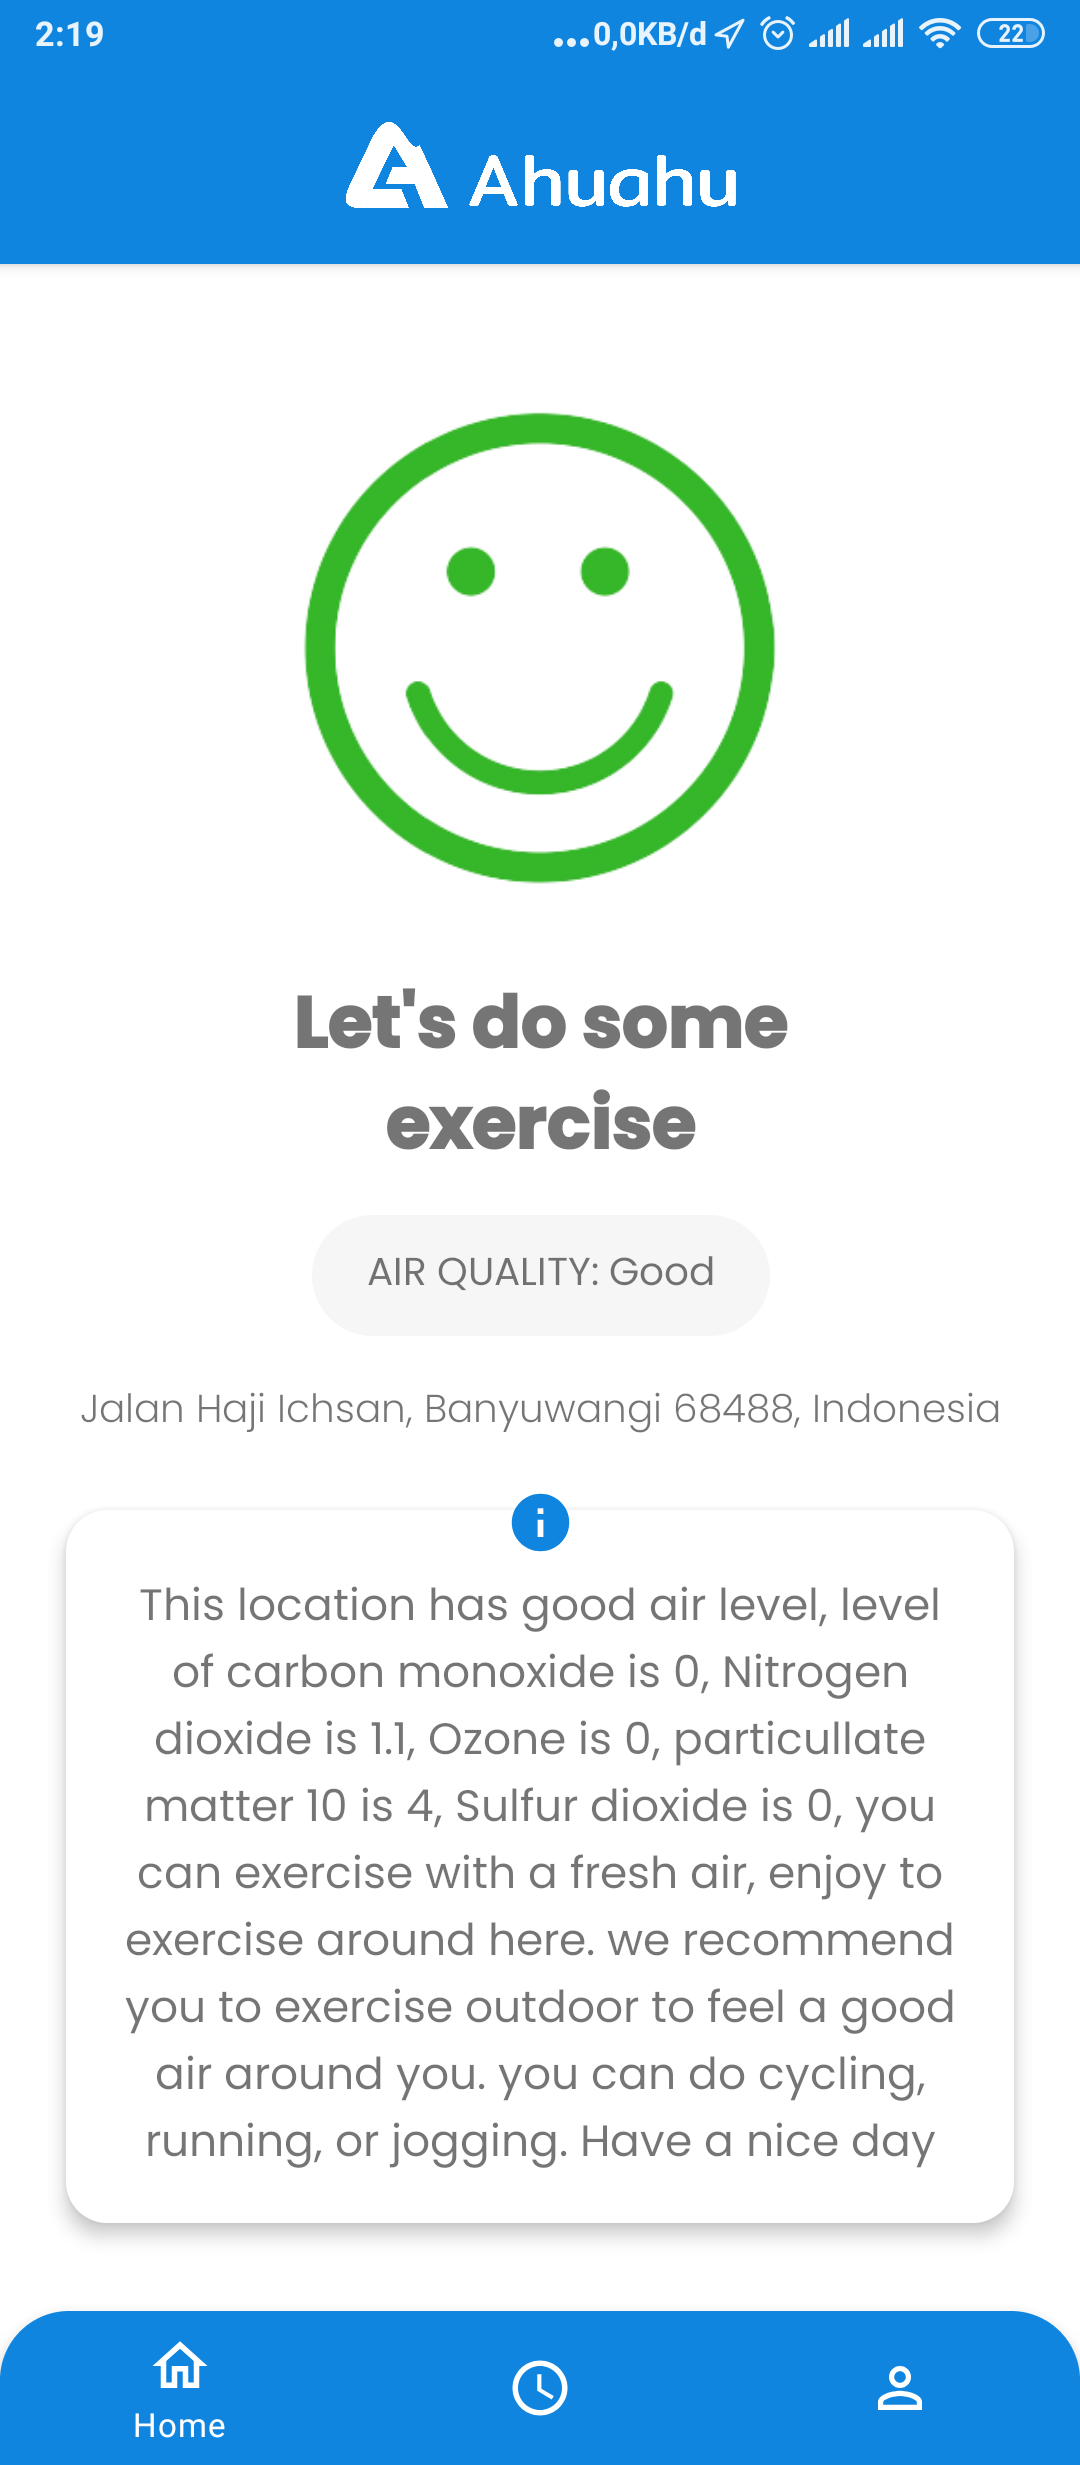 2:19
...0,0KB/d
22
Ahuahu
Let's do some
exercise
AIR QUALITY: Good
Jalan Haji Ichsan, Banyuwangi 68488, Indonesia
i
This location has good air level, level
of carbon monoxide is 0, Nitrogen
dioxide is 1.1, Ozone is 0, particullate
matter 10 is 4, Sulfur dioxide is 0, you
can exercise with a fresh air, enjoy to
exercise around here. we recommend
you to exercise outdoor to feel a good
air around you. you can do cycling,
running, or jogging. Have a nice day
Home